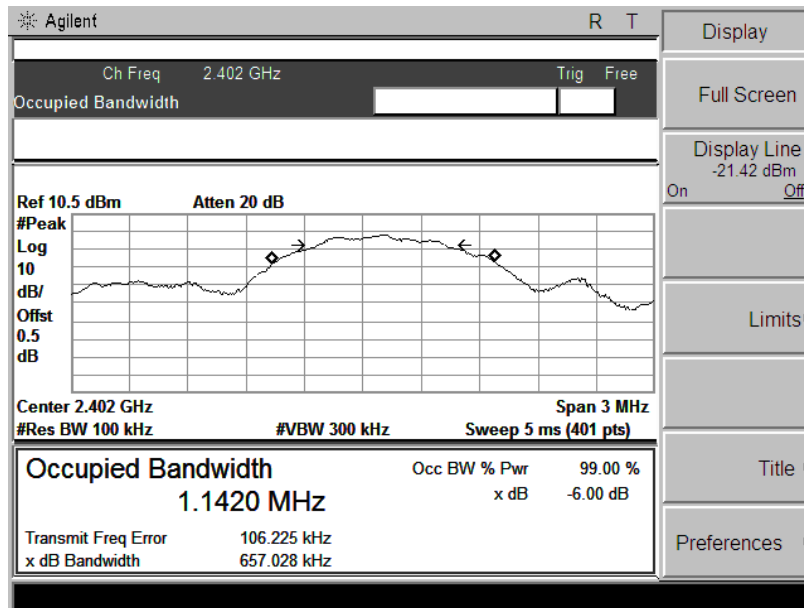 Agilent R T
Display
Ch Freq 2.402 GHz Trig Free
Occupied Bandwidth
Full Screen
Display Line
-21.42 dBm
On Off
Ref 10.5 dBm Atten 20 dB
#Peak
Log
10
dB/
Offst
0.5
dB
Limits
Center 2.402 GHz Span 3 MHz
#Res BW 100 kHz #VBW 300 kHz Sweep 5 ms (401 pts)
Occupied Bandwidth Occ BW % Pwr 99.00 %
1.1420 MHz x dB -6.00 dB
Title
Transmit Freq Error 106.225 kHz
x dB Bandwidth 657.028 kHz
Preferences